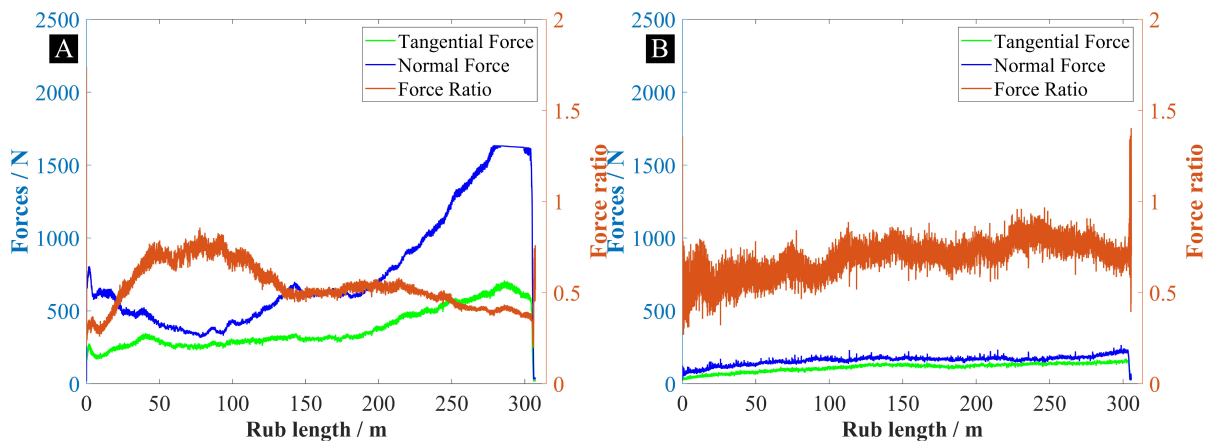 A
Tangential Force
Normal Force
Force Ratio
2500
2000
1500
1000
500
0
Forces / N
2
1.5
1
0.5
0
Force ratio
0
50
100
150
200
250
300
Rub length / m
B
Tangential Force
Normal Force
Force Ratio
2500
2000
1500
1000
500
0
Forces / N
2
1.5
1
0.5
0
Force ratio
0
50
100
150
200
250
300
Rub length / m